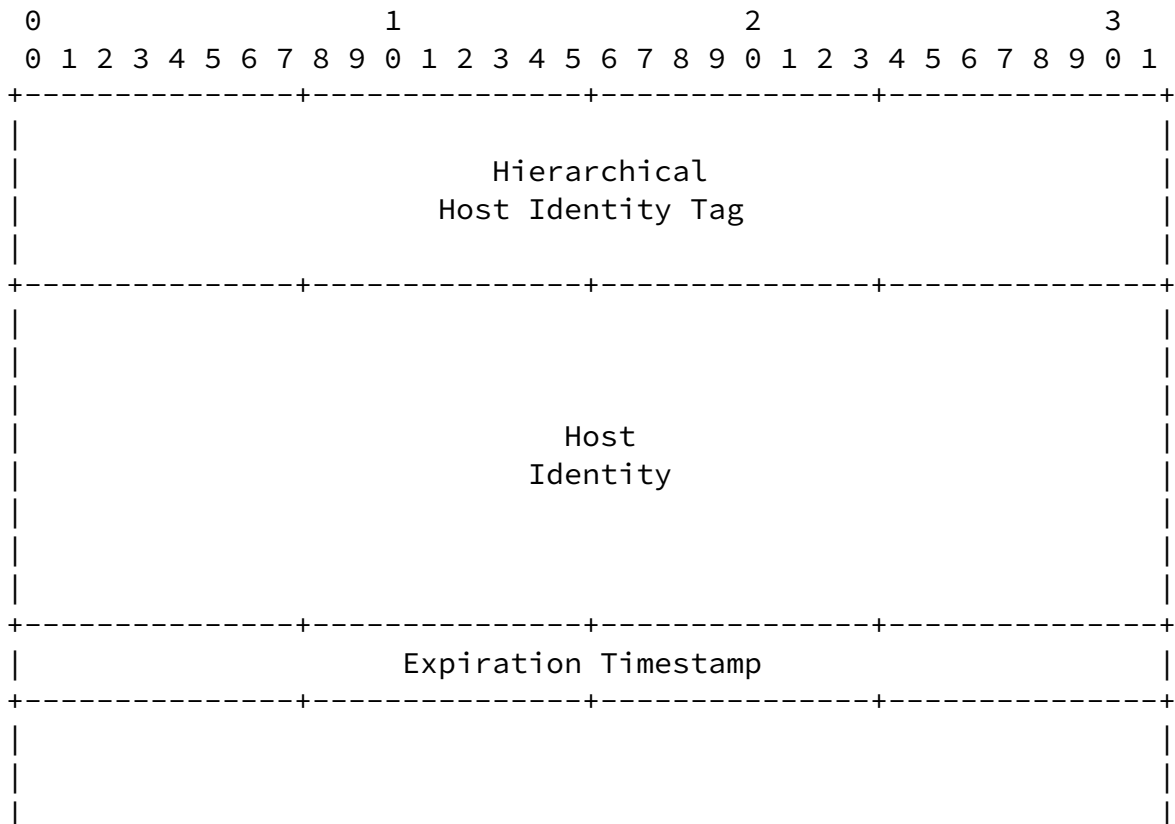 0 1 2 3
0 1 2 3 4 5 6 7 8 9 0 1 2 3 4 5 6 7 8 9 0 1 2 3 4 5 6 7 8 9 0 1
Hierarchical
Host Identity Tag
Host
Identity
Expiration Timestamp